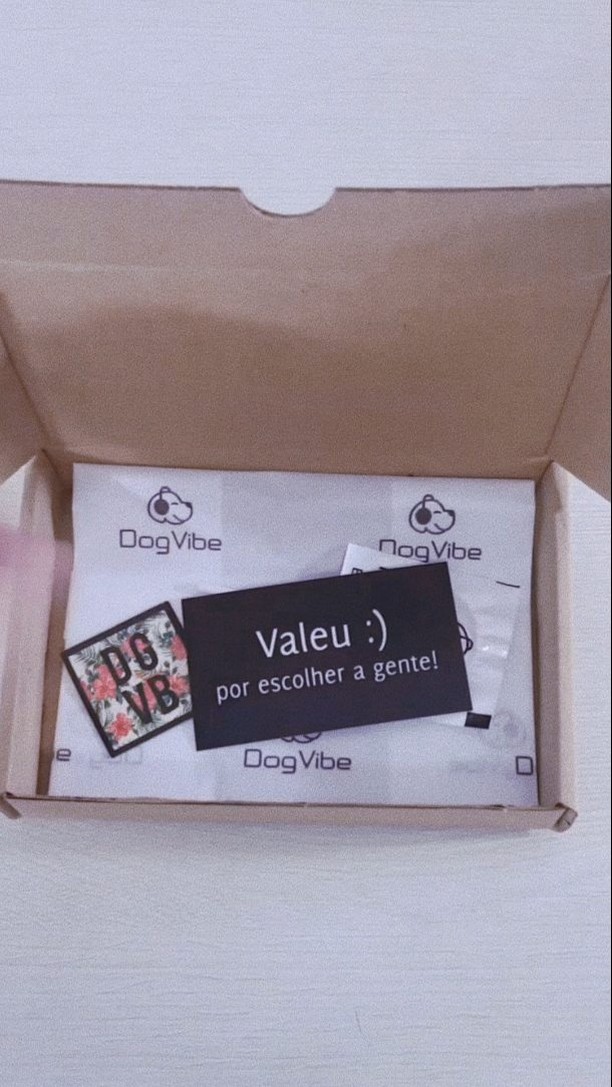 DogVibe
DogVibe
DG
VB
Valeu :)
por escolher a gente!
e
DogVibe
D